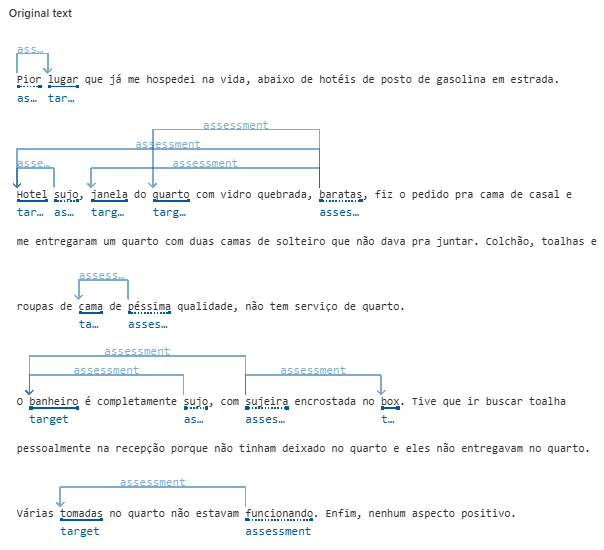 Original text
ass…
Pior lugar que já me hospedei na vida, abaixo de hotéis de posto de gasolina em estrada.
as… tar…
assessment
assessment
asse… assessment
Hotel sujo, janela do quarto com vidro quebrada, baratas, fiz o pedido pra cama de casal e
tar… as… targ… targ… asses…
me entregaram um quarto com duas camas de solteiro que não dava pra juntar. Colchão, toalhas e
assess…
roupas de cama de péssima qualidade, não tem serviço de quarto.
ta… asses…
assessment
assessment assessment
O banheiro é completamente sujo, com sujeira encrostada no box. Tive que ir buscar toalha
target as… asses… t…
pessoalmente na recepção porque não tinham deixado no quarto e eles não entregavam no quarto.
assessment
Várias tomadas no quarto não estavam funcionando. Enfim, nenhum aspecto positivo.
target assessment